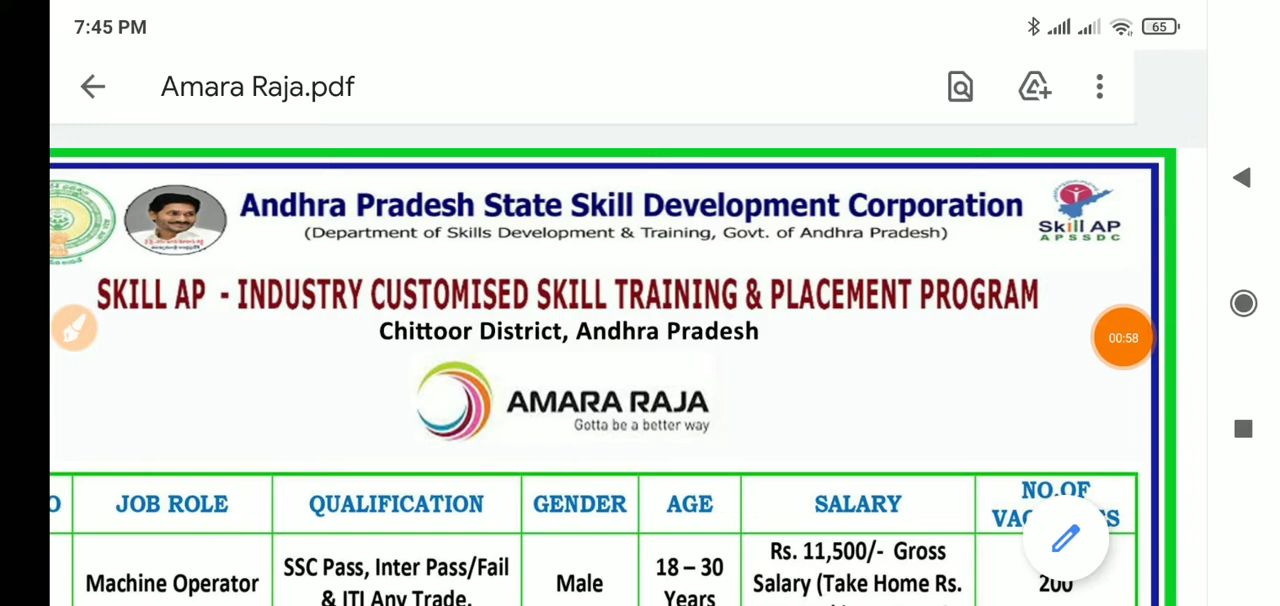 7:45 PM
65
Amara Raja.pdf
Andhra Pradesh State Skill Development Corporation
(Department of Skills Development & Training, Govt. of Andhra Pradesh)
Skill AP
APSSDC
SKILL AP - INDUSTRY CUSTOMISED SKILL TRAINING & PLACEMENT PROGRAM
Chittoor District, Andhra Pradesh
00:58
AMARA RAJA
Gotta be a better way
O JOB ROLE QUALIFICATION GENDER AGE SALARY NO.OF
Machine Operator SSC Pass, Inter Pass/Fail Male 18 – 30 Rs. 11,500/- Gross 200
& ITI Any Trade. Years Salary (Take Home Rs.